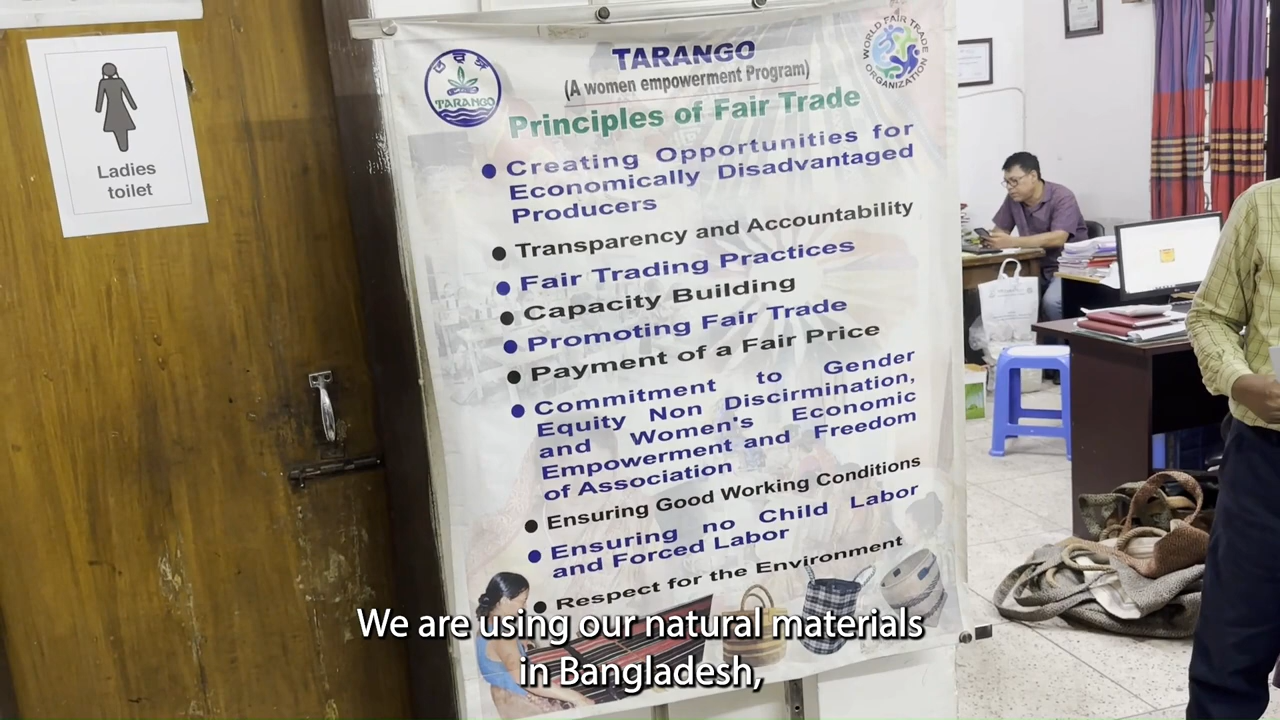 Ladies
toilet
তরঙ্গ
TARANGO
TARANGO
(A women empowerment Program)
Principles of Fair Trade
WORLD FAIR TRADE
ORGANIZATION
● Creating Opportunities for
Economically Disadvantaged
Producers
● Transparency and Accountability
● Fair Trading Practices
● Capacity Building
● Promoting Fair Trade
● Payment of a Fair Price
● Commitment to Gender
Equity Non Discirmination,
and Women's Economic
Empowerment and Freedom
of Association
● Ensuring Good Working Conditions
● Ensuring no Child Labor
and Forced Labor
● Respect for the Environment
We are using our natural materials
in Bangladesh,